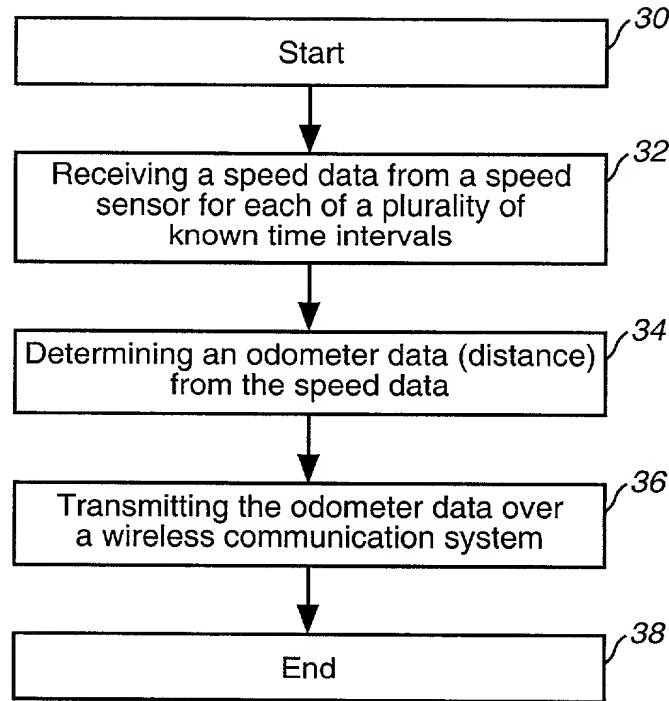 30
Start
32
Receiving a speed data from a speed
sensor for each of a plurality of
known time intervals
34
Determining an odometer data (distance)
from the speed data
36
Transmitting the odometer data over
a wireless communication system
38
End